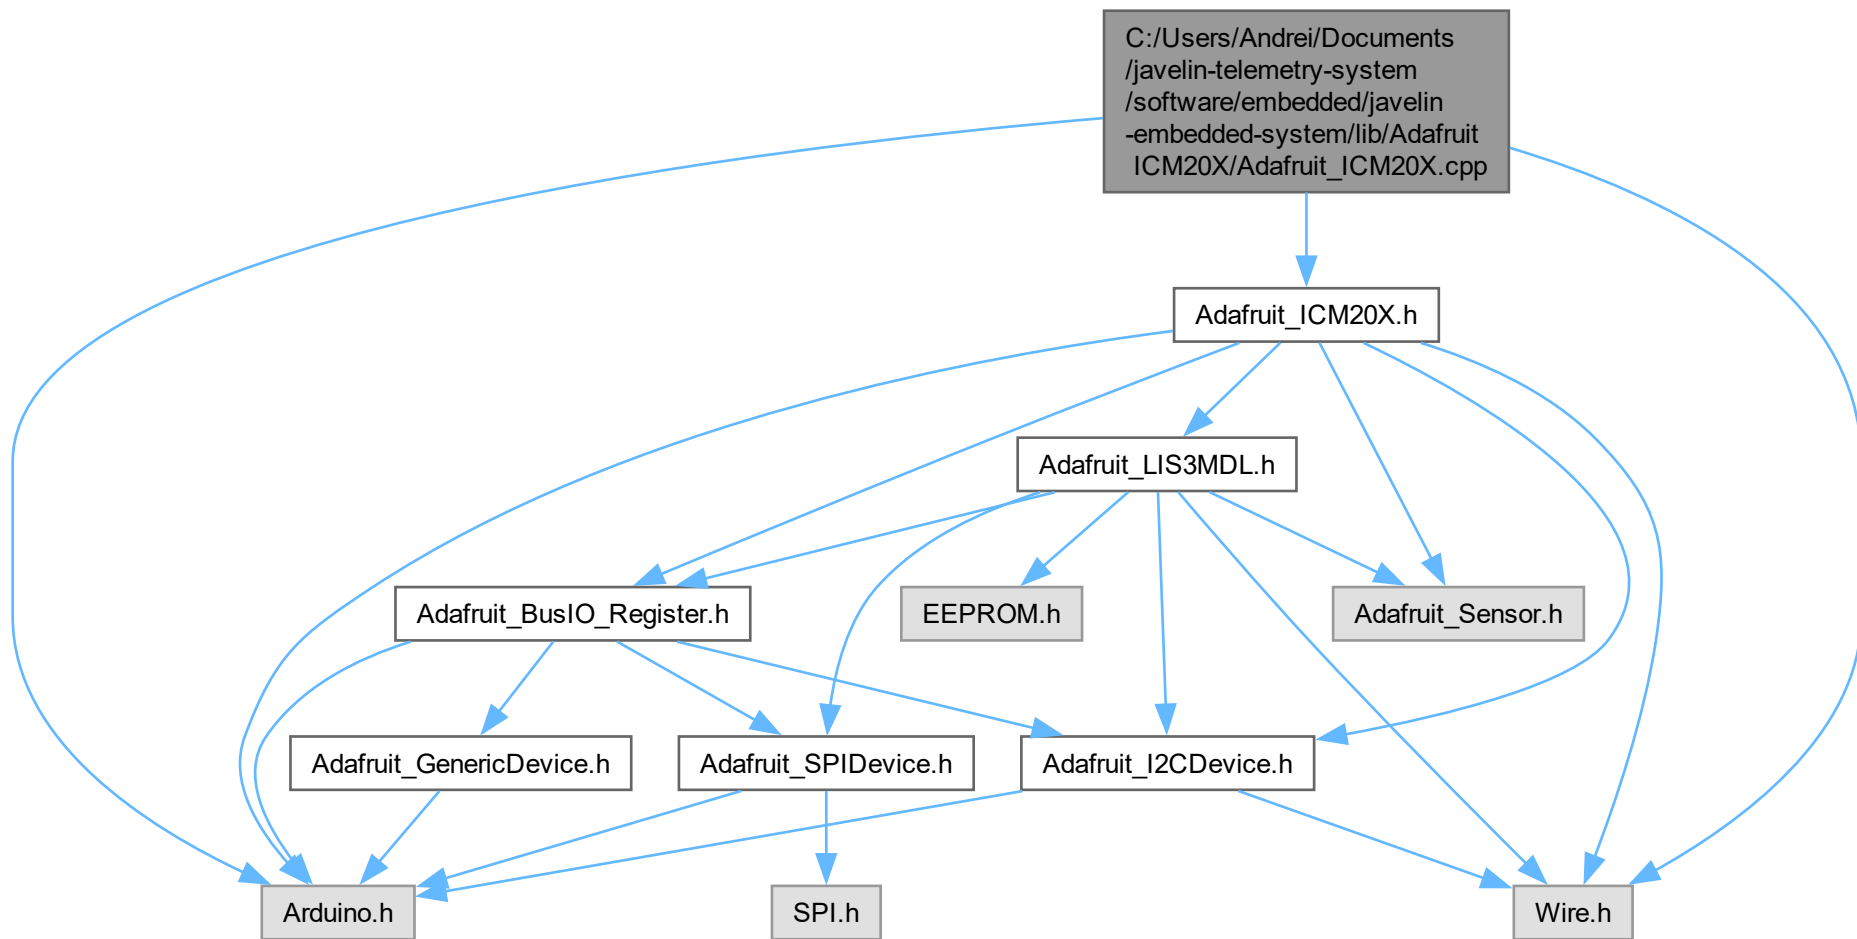 C:/Users/Andrei/Documents
/javelin-telemetry-system
/software/embedded/javelin
-embedded-system/lib/Adafruit
ICM20X/Adafruit_ICM20X.cpp
Adafruit_ICM20X.h
Adafruit_LIS3MDL.h
Adafruit_BusIO_Register.h
EEPROM.h
Adafruit_Sensor.h
Adafruit_GenericDevice.h
Adafruit_SPIDevice.h
Adafruit_I2CDevice.h
Arduino.h
SPI.h
Wire.h